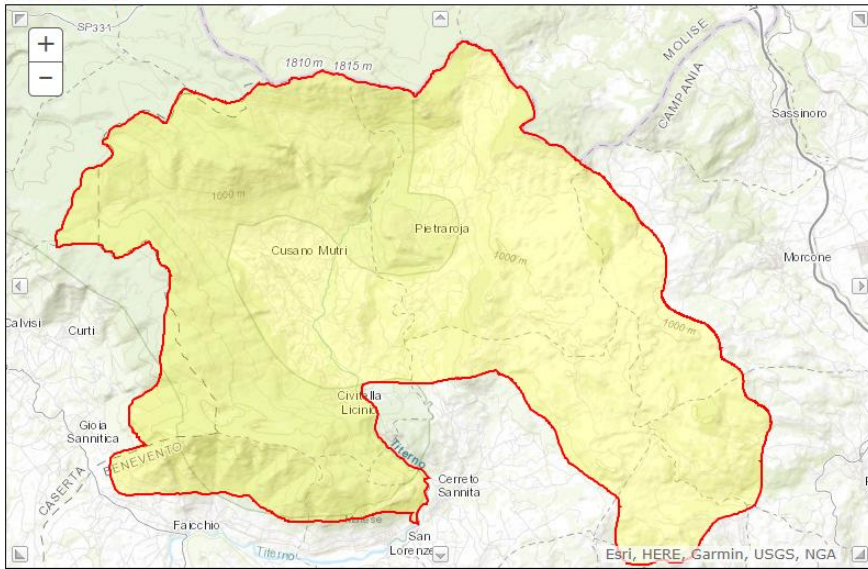 SP331
+
−
1810 m 1815 m
MOLISE
CAMPANIA
Sassinoro
1000 m
Pietraroja
Cusano Mutri
1000 m
Morcone
Calvisi
Curti
1000 m
Civitella
Licinio
Gioia
Sannitica
BENEVENTO
CASERTA
Titerno
Cerreto
Sannita
Faicchio
San
Lorenzo
Titerno
Esri, HERE, Garmin, USGS, NGA